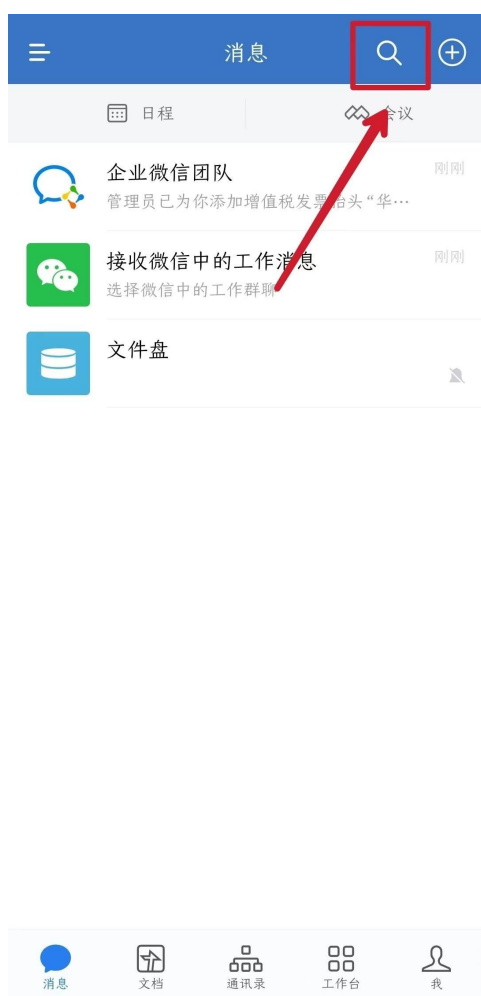 消息
日程
会议
企业微信团队
刚刚
管理员已为你添加增值税发票抬头“华…
接收微信中的工作消息
刚刚
选择微信中的工作群聊
文件盘
消息
文档
通讯录
工作台
我